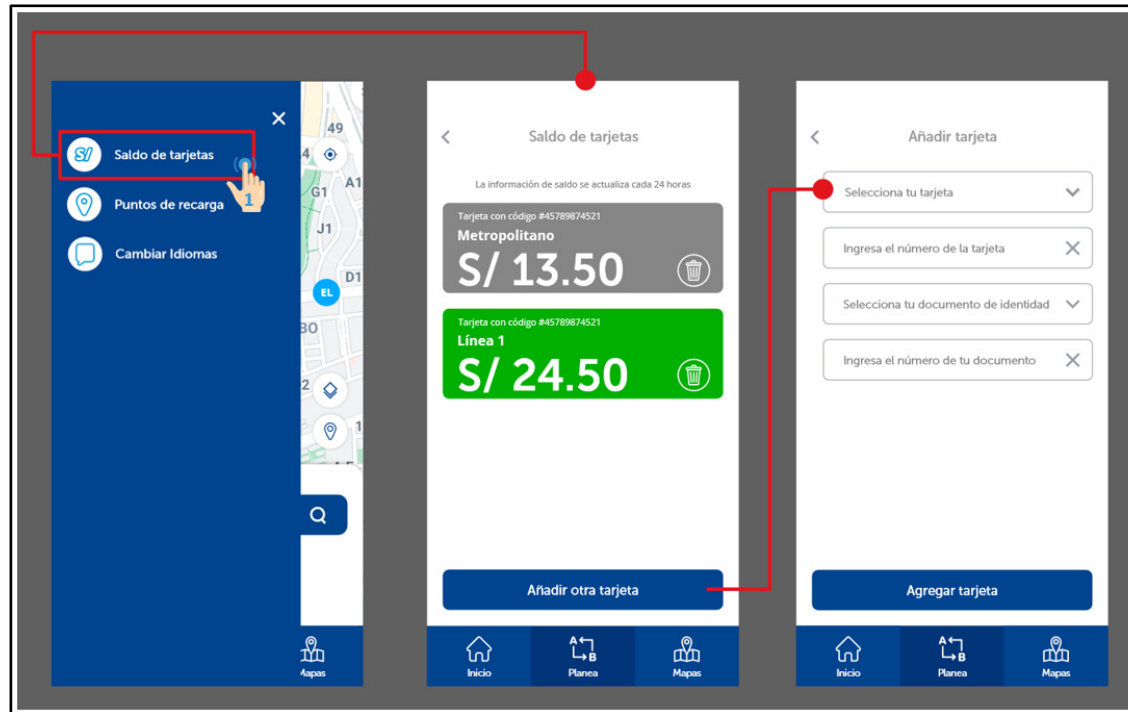 S/
Saldo de tarjetas
1
Puntos de recarga
Cambiar Idiomas
49
4
G1
A1
J1
D1
EL
BO
2
1
Mapas
Saldo de tarjetas
La información de saldo se actualiza cada 24 horas
Tarjeta con código #45789874521
Metropolitano
S/ 13.50
Tarjeta con código #45789874521
Línea 1
S/ 24.50
Añadir otra tarjeta
Inicio
A B
Planea
Mapas
Añadir tarjeta
Selecciona tu tarjeta
Ingresa el número de la tarjeta
Selecciona tu documento de identidad
Ingresa el número de tu documento
Agregar tarjeta
Inicio
A B
Planea
Mapas